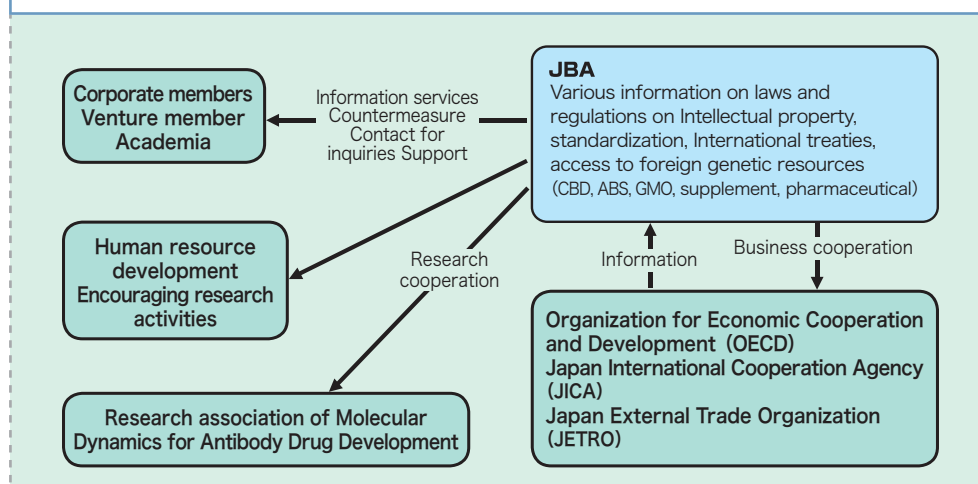 Corporate members
Venture member
Academia
Information services
Countermeasure
Contact for
inquiries Support
JBA
Various information on laws and
regulations on Intellectual property,
standardization, International treaties,
access to foreign genetic resources
(CBD, ABS, GMO, supplement, pharmaceutical)
Human resource
development
Encouraging research
activities
Research
cooperation
Information
Business cooperation
Organization for Economic Cooperation
and Development (OECD)
Japan International Cooperation Agency
(JICA)
Japan External Trade Organization
(JETRO)
Research association of Molecular
Dynamics for Antibody Drug Development